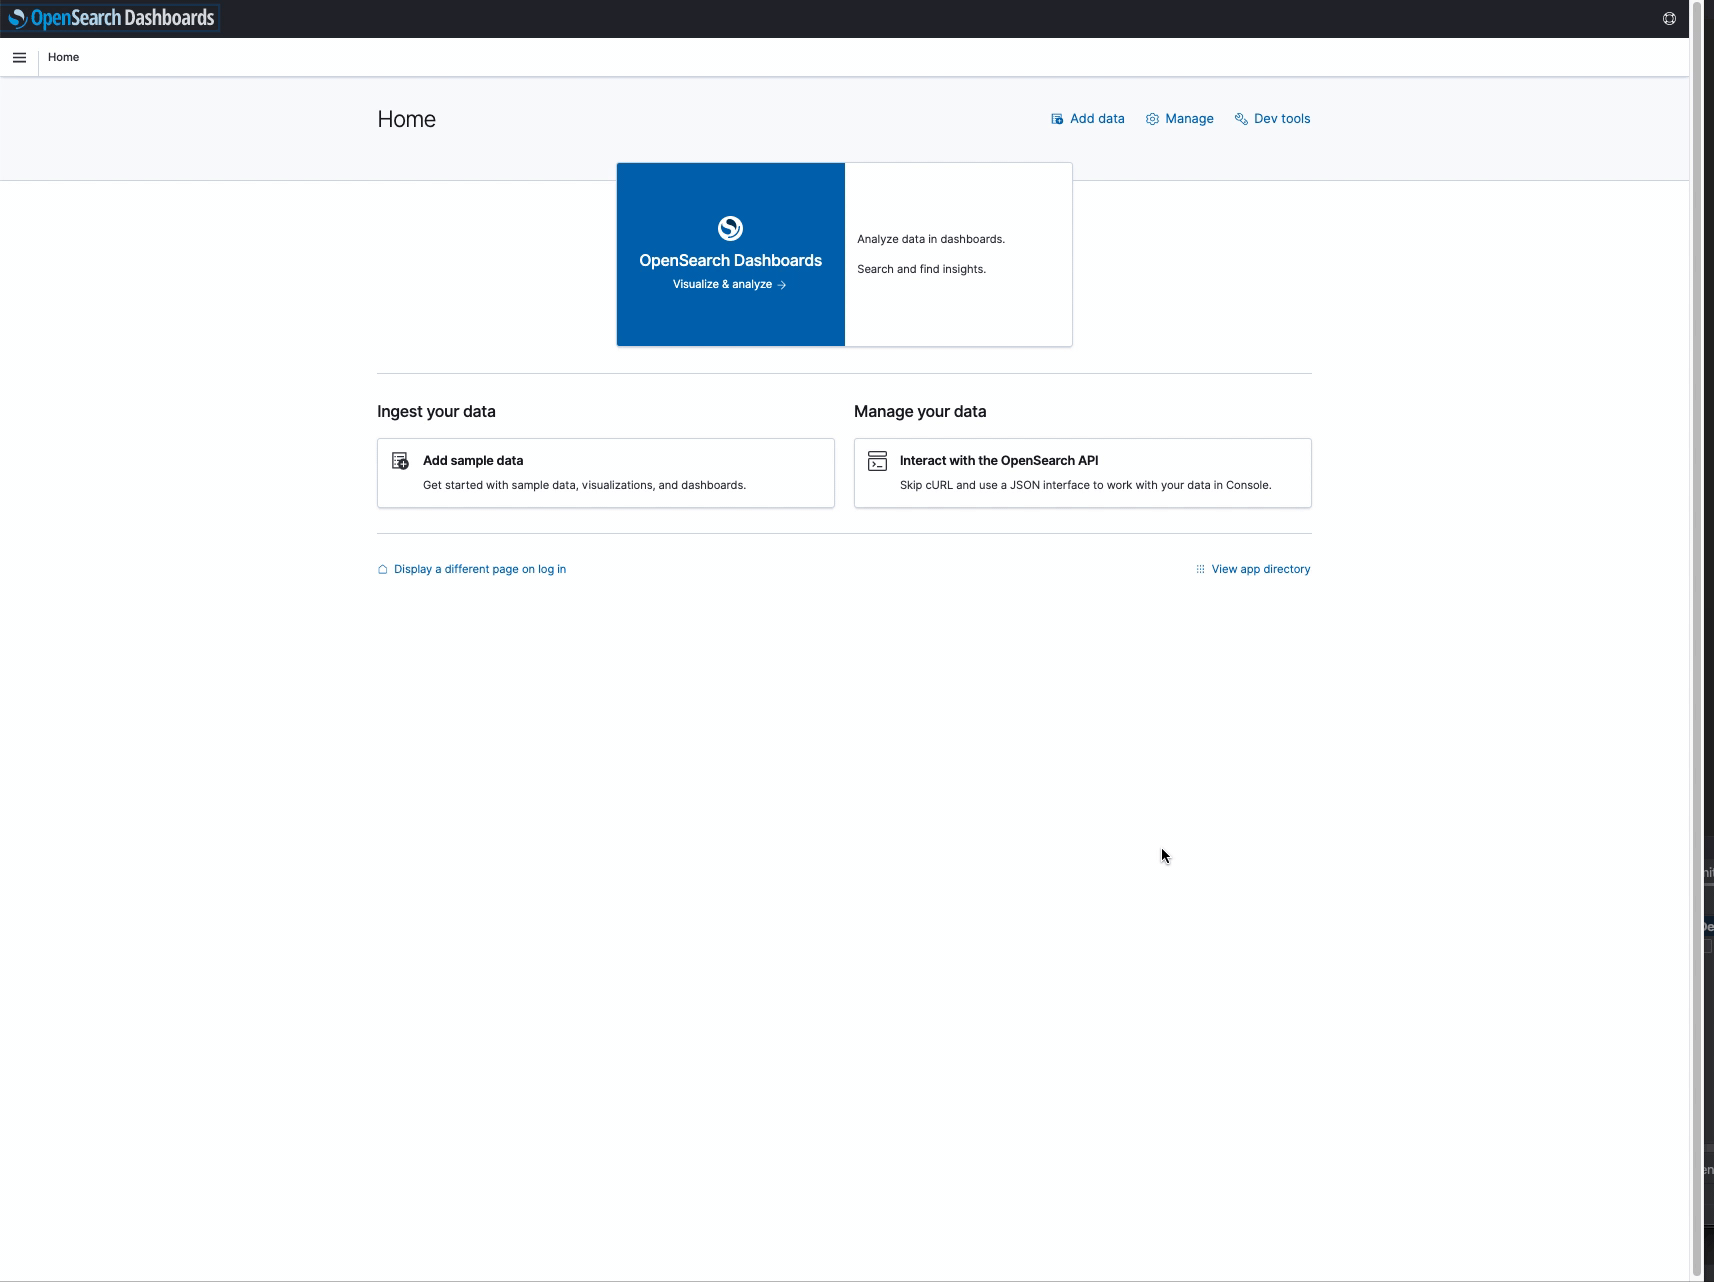 OpenSearch Dashboards
Home
Home
Add data
Manage
Dev tools
OpenSearch Dashboards
Visualize & analyze →
Analyze data in dashboards.
Search and find insights.
Ingest your data
Manage your data
Add sample data
Get started with sample data, visualizations, and dashboards.
Interact with the OpenSearch API
Skip cURL and use a JSON interface to work with your data in Console.
Display a different page on log in
View app directory